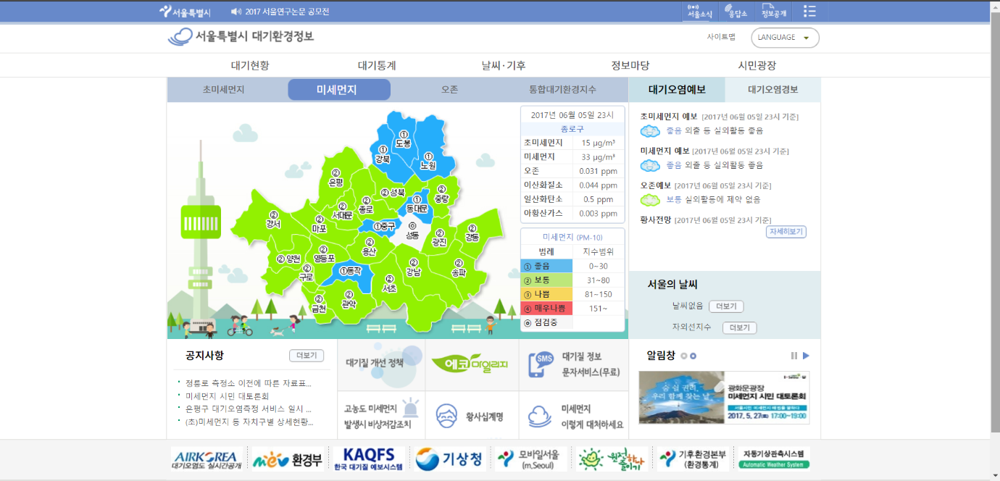 서울특별시
2017 서울연구논문 공모전
서울소식
응답소
정보공개
서울특별시 대기환경정보
사이트맵
LANGUAGE
대기현황
대기통계
날씨·기후
정보마당
시민광장
초미세먼지
미세먼지
오존
통합대기환경지수
대기오염예보
대기오염경보
① 도봉
① 강북
① 노원
② 은평
② 성북
② 중랑
① 동대문
② 종로
② 서대문
② 강서
② 마포
①중구
◎ 성동
② 광진
② 강동
② 용산
② 양천
② 영등포
② 구로
①동작
② 강남
② 송파
② 서초
② 관악
② 금천
2017년 06월 05일 23시
종로구
초미세먼지 15 μg/m³
미세먼지 33 μg/m³
오존 0.031 ppm
이산화질소 0.044 ppm
일산화탄소 0.5 ppm
아황산가스 0.003 ppm
미세먼지 (PM-10)
범례 지수범위
① 좋음 0~30
② 보통 31~80
③ 나쁨 81~150
④ 매우나쁨 151~
◎ 점검중
초미세먼지 예보 [2017년 06월 05일 23시 기준]
좋음 외출 등 실외활동 좋음
미세먼지 예보 [2017년 06월 05일 23시 기준]
좋음 외출 등 실외활동 좋음
오존예보 [2017년 06월 05일 23시 기준]
보통 실외활동에 제약 없음
황사전망 [2017년 06월 05일 23시 기준]
자세히보기
서울의 날씨
날씨없음 더보기
자외선지수 더보기
공지사항 더보기
정릉로 측정소 이전에 따른 자료표...
미세먼지 시민 대토론회
은평구 대기오염측정 서비스 일시 ...
(초)미세먼지 등 자치구별 상세현황...
대기질 개선 정책
에코마일리지
SMS
대기질 정보
문자서비스(무료)
고농도 미세먼지
발생시 비상저감조치
황사십계명
미세먼지
이렇게 대처하세요
알림창
숨 쉴 권리,
우리 함께 찾는 날
광화문광장
미세먼지 시민 대토론회
2017. 5. 27(토) 17:00~19:00
AIRKOREA
대기오염도 실시간공개
me♥ 환경부
KAQFS
한국 대기질 예보시스템
기상청
모바일서울
(m.Seoul)
원전하나
줄이기
기후환경본부
(환경통계)
자동기상관측시스템
Automatic Weather System